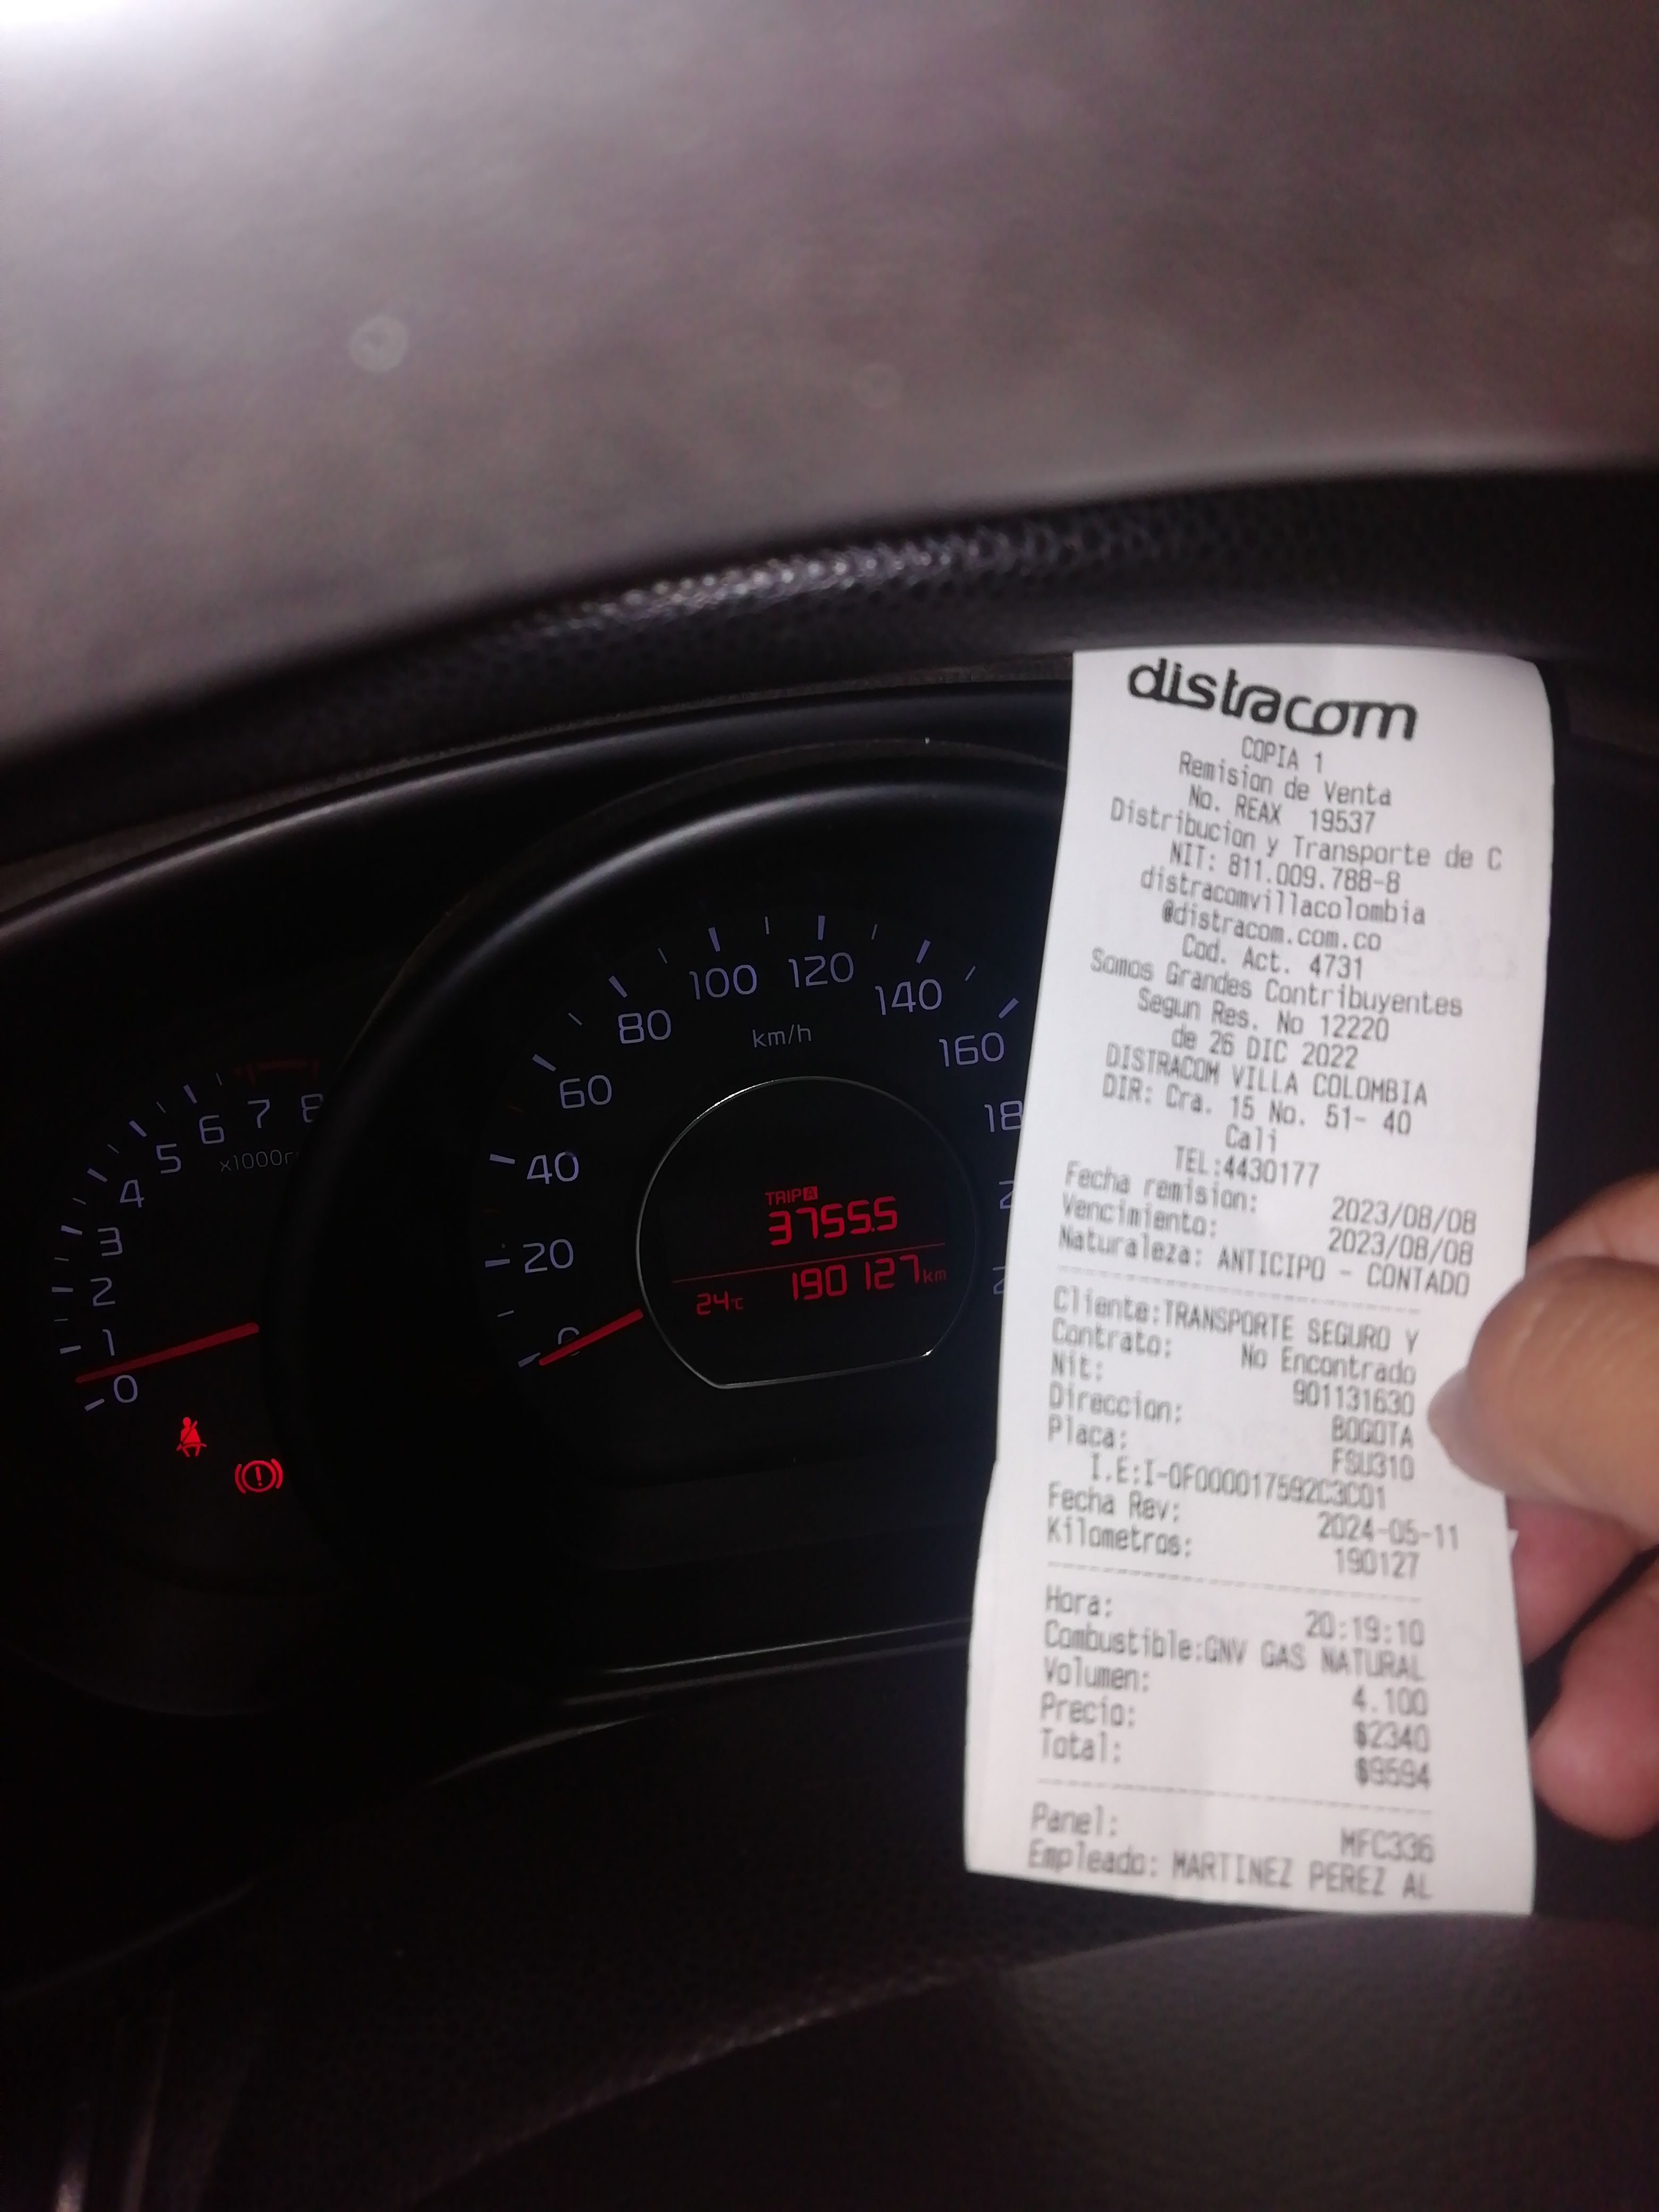 distracom
COPIA 1
Remision de Venta
No. REAX 19537
Distribucion y Transporte de C
NIT: 811.009.788-8
distracomvillacolombia
@distracom.com.co
Cod. Act. 4731
Somos Grandes Contribuyentes
Segun Res. No 12220
de 26 DIC 2022
DISTRACOM VILLA COLOMBIA
DIR: Cra. 15 No. 51- 40
Cali
TEL:4430177
Fecha remision: 2023/08/08
Vencimiento: 2023/08/08
Naturaleza: ANTICIPO - CONTADO
Cliente:TRANSPORTE SEGURO Y
Contrato: No Encontrado
Nit: 901131630
Direccion: BOGOTA
Placa: FSU310
I.E:I-0F000017592C3C01
Fecha Rev: 2024-05-11
Kilometros: 190127
Hora: 20:19:10
Combustible:GNV GAS NATURAL
Volumen: 4.100
Precio: $2340
Total: $9594
Panel: MFC336
Empleado: MARTINEZ PEREZ AL
0 1 2 3 4 5 6 7 8
x1000r
0 20 40 60 80 100 120 140 160 18
km/h
TRIP A
3755.5
24°C 190 127 km